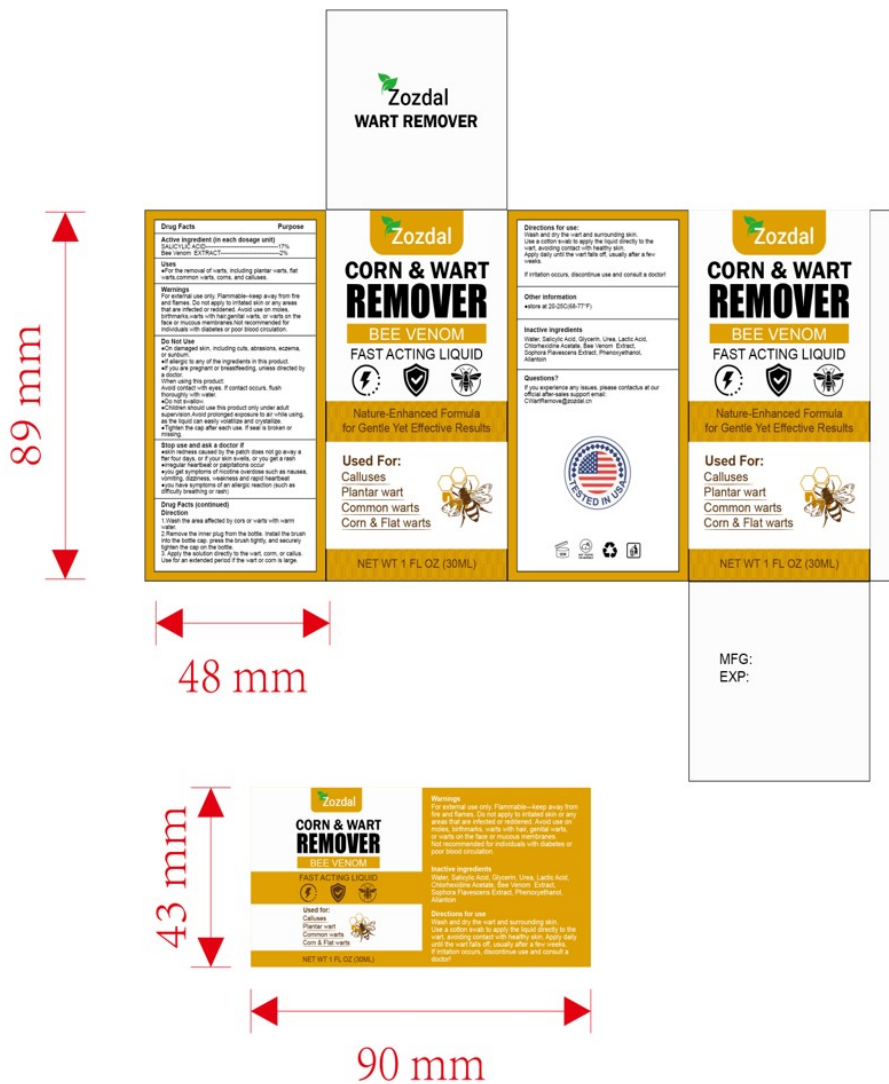 Zozdal
WART REMOVER
Drug Facts Purpose
Active ingredient (in each dosage unit)
SALICYLIC ACID---17%
Bee Venom EXTRACT---2%
Uses
●For the removal of warts, including plantar warts, flat
warts,common warts, corns, and calluses.
Warnings
For external use only. Flammable–keep away from fire
and flames. Do not apply to irritated skin or any areas
that are infected or reddened. Avoid use on moles,
birthmarks,warts with hair,genital warts, or warts on the
face or mucous membranes.Not recommended for
individuals with diabetes or poor blood circulation.
Do Not Use
●On damaged skin, including cuts, abrasions, eczema,
or sunburn.
●If allergic to any of the ingredients in this product.
●If you are pregnant or breastfeeding, unless directed by
a doctor.
When using this product:
Avoid contact with eyes. If contact occurs, flush
thoroughly with water.
●Do not swallow.
●Children should use this product only under adult
supervision.Avoid prolonged exposure to air while using,
as the liquid can easily volatilize and crystallize.
●Tighten the cap after each use. If seal is broken or
missing.
Stop use and ask a doctor if
●skin redness caused by the patch does not go away a
fter four days, or if your skin swells, or you get a rash
●irregular heartbeat or palpitations occur
●you get symptoms of nicotine overdose such as nausea,
vomiting, dizziness, weakness and rapid heartbeat
●you have symptoms of an allergic reaction (such as
difficulty breathing or rash)
Drug Facts (continued)
Direction
1.Wash the area affected by cors or warts with warm
water.
2.Remove the inner plug from the bottle. Install the brush
into the bottle cap, press the brush tightly, and securely
tighten the cap on the bottle.
3. Apply the solution directly to the wart, corm, or callus.
Use for an extended period if the wart or corn is large.
Zozdal
CORN & WART
REMOVER
BEE VENOM
FAST ACTING LIQUID
Nature-Enhanced Formula
for Gentle Yet Effective Results
Used For:
Calluses
Plantar wart
Common warts
Corn & Flat warts
NET WT 1 FL OZ (30ML)
Directions for use:
Wash and dry the wart and surrounding skin.
Use a cotton swab to apply the liquid directly to the
wart, avoiding contact with healthy skin.
Apply daily until the wart falls off, usually after a few
weeks.
If irritation occurs, discontinue use and consult a doctor!
Other information
●store at 20-25C(68-77°F)
Inactive ingredients
Water, Salicylic Acid, Glycerin, Urea, Lactic Acid,
Chlorhexidine Acetate, Bee Venom Extract,
Sophora Flavescens Extract, Phenoxyethanol,
Allantoin
Questions?
If you experience any issues, please contactus at our
official after-sales support email:
CWartRemove@zozdal.cn
TESTED IN USA
Zozdal
CORN & WART
REMOVER
BEE VENOM
FAST ACTING LIQUID
Nature-Enhanced Formula
for Gentle Yet Effective Results
Used For:
Calluses
Plantar wart
Common warts
Corn & Flat warts
NET WT 1 FL OZ (30ML)
89 mm
48 mm
MFG:
EXP:
Zozdal
CORN & WART
REMOVER
BEE VENOM
FAST ACTING LIQUID
Used for:
Calluses
Plantar wart
Common warts
Corn & Flat warts
NET WT 1 FL OZ (30ML)
Warnings
For external use only. Flammable—keep away from
fire and flames. Do not apply to irritated skin or any
areas that are infected or reddened. Avoid use on
moles, birthmarks, warts with hair, genital warts,
or warts on the face or mucous membranes.
Not recommended for individuals with diabetes or
poor blood circulation.
Inactive ingredients
Water, Salicylic Acid, Glycerin, Urea, Lactic Acid,
Chlorhexidine Acetate, Bee Venom Extract,
Sophora Flavescens Extract, Phenoxyethanol,
Allantoin
Directions for use
Wash and dry the wart and surrounding skin.
Use a cotton swab to apply the liquid directly to the
wart, avoiding contact with healthy skin. Apply daily
until the wart falls off, usually after a few weeks.
If irritation occurs, discontinue use and consult a
doctor!
43 mm
90 mm